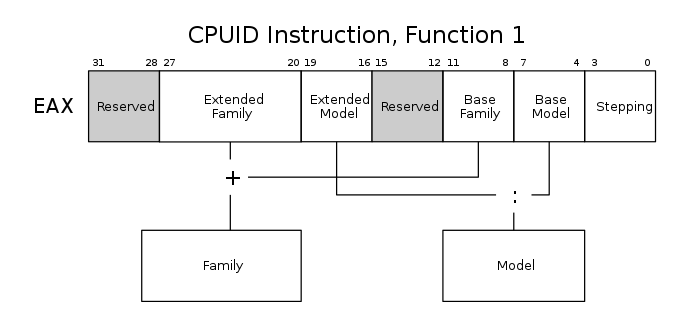 CPUID Instruction, Function 1
31 28 27 20 19 16 15 12 11 8 7 4 3 0
EAX
Reserved
Extended
Family
Extended
Model
Reserved
Base
Family
Base
Model
Stepping
+
:
Family
Model